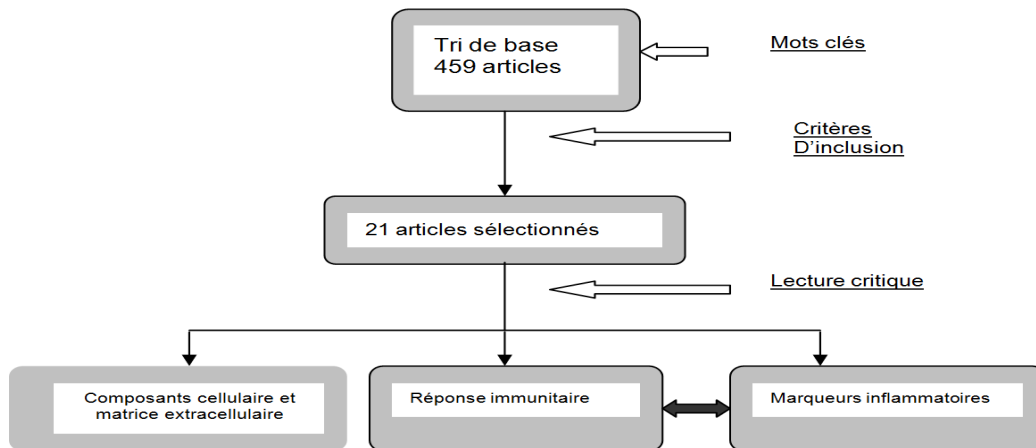 Tri de base
459 articles
Mots clés
Critères
D'inclusion
21 articles sélectionnés
Lecture critique
Composants cellulaire et
matrice extracellulaire
Réponse immunitaire
Marqueurs inflammatoires